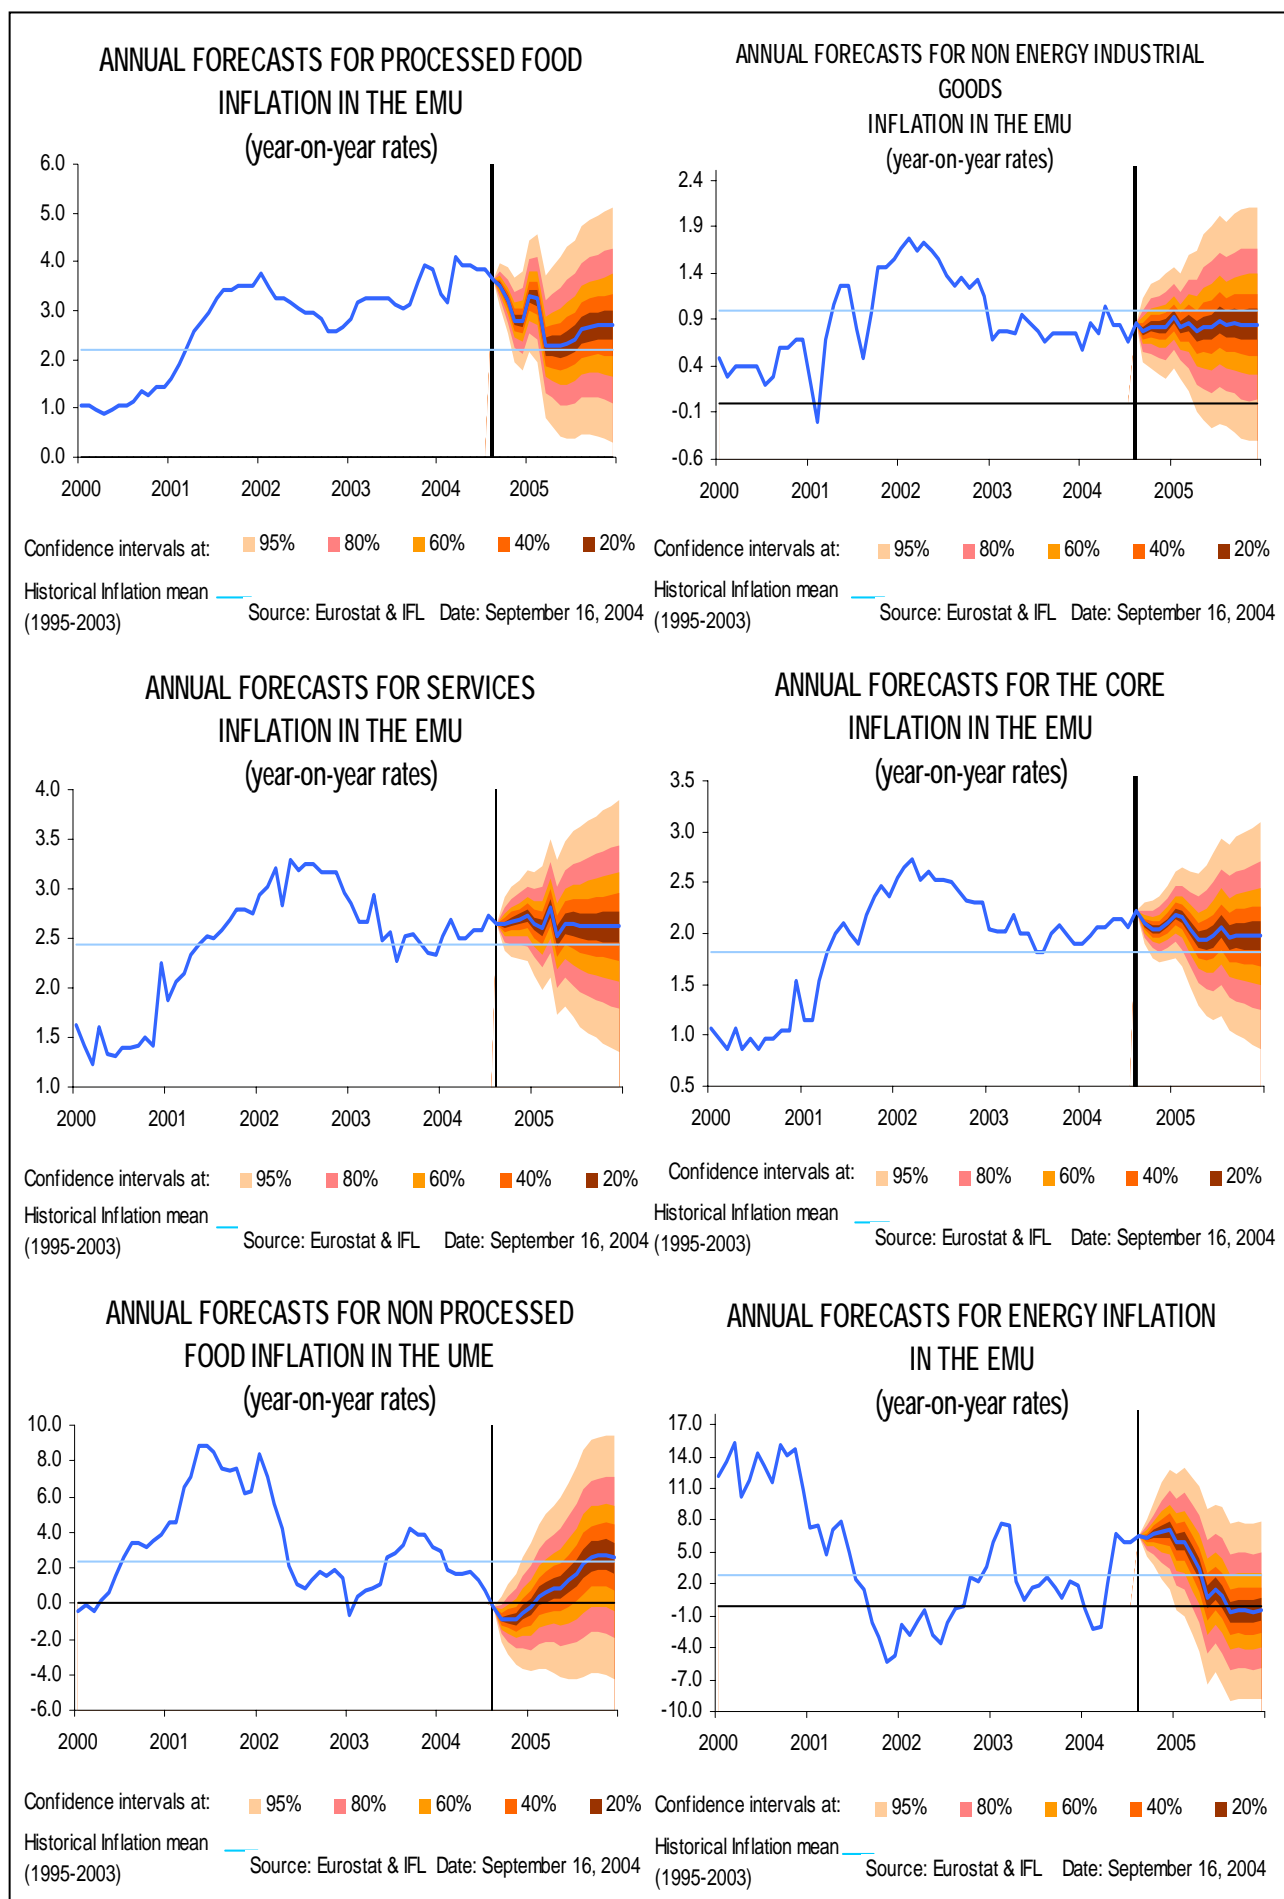 ANNUAL FORECASTS FOR PROCESSED FOOD
INFLATION IN THE EMU
(year-on-year rates)
6.0
5.0
4.0
3.0
2.0
1.0
0.0
2000 2001 2002 2003 2004 2005
Confidence intervals at: 95% 80% 60% 40% 20%
Historical Inflation mean
(1995-2003)
Source: Eurostat & IFL Date: September 16, 2004
ANNUAL FORECASTS FOR NON ENERGY INDUSTRIAL
GOODS
INFLATION IN THE EMU
(year-on-year rates)
2.4
1.9
1.4
0.9
0.4
-0.1
-0.6
2000 2001 2002 2003 2004 2005
Confidence intervals at: 95% 80% 60% 40% 20%
Historical Inflation mean
(1995-2003)
Source: Eurostat & IFL Date: September 16, 2004
ANNUAL FORECASTS FOR SERVICES
INFLATION IN THE EMU
(year-on-year rates)
4.0
3.5
3.0
2.5
2.0
1.5
1.0
2000 2001 2002 2003 2004 2005
Confidence intervals at: 95% 80% 60% 40% 20%
Historical Inflation mean
(1995-2003)
Source: Eurostat & IFL Date: September 16, 2004
ANNUAL FORECASTS FOR THE CORE
INFLATION IN THE EMU
(year-on-year rates)
3.5
3.0
2.5
2.0
1.5
1.0
0.5
2000 2001 2002 2003 2004 2005
Confidence intervals at: 95% 80% 60% 40% 20%
Historical Inflation mean
(1995-2003)
Source: Eurostat & IFL Date: September 16, 2004
ANNUAL FORECASTS FOR NON PROCESSED
FOOD INFLATION IN THE UME
(year-on-year rates)
10.0
8.0
6.0
4.0
2.0
0.0
-2.0
-4.0
-6.0
2000 2001 2002 2003 2004 2005
Confidence intervals at: 95% 80% 60% 40% 20%
Historical Inflation mean
(1995-2003)
Source: Eurostat & IFL Date: September 16, 2004
ANNUAL FORECASTS FOR ENERGY INFLATION
IN THE EMU
(year-on-year rates)
17.0
14.0
11.0
8.0
5.0
2.0
-1.0
-4.0
-7.0
-10.0
2000 2001 2002 2003 2004 2005
Confidence intervals at: 95% 80% 60% 40% 20%
Historical Inflation mean
(1995-2003)
Source: Eurostat & IFL Date: September 16, 2004